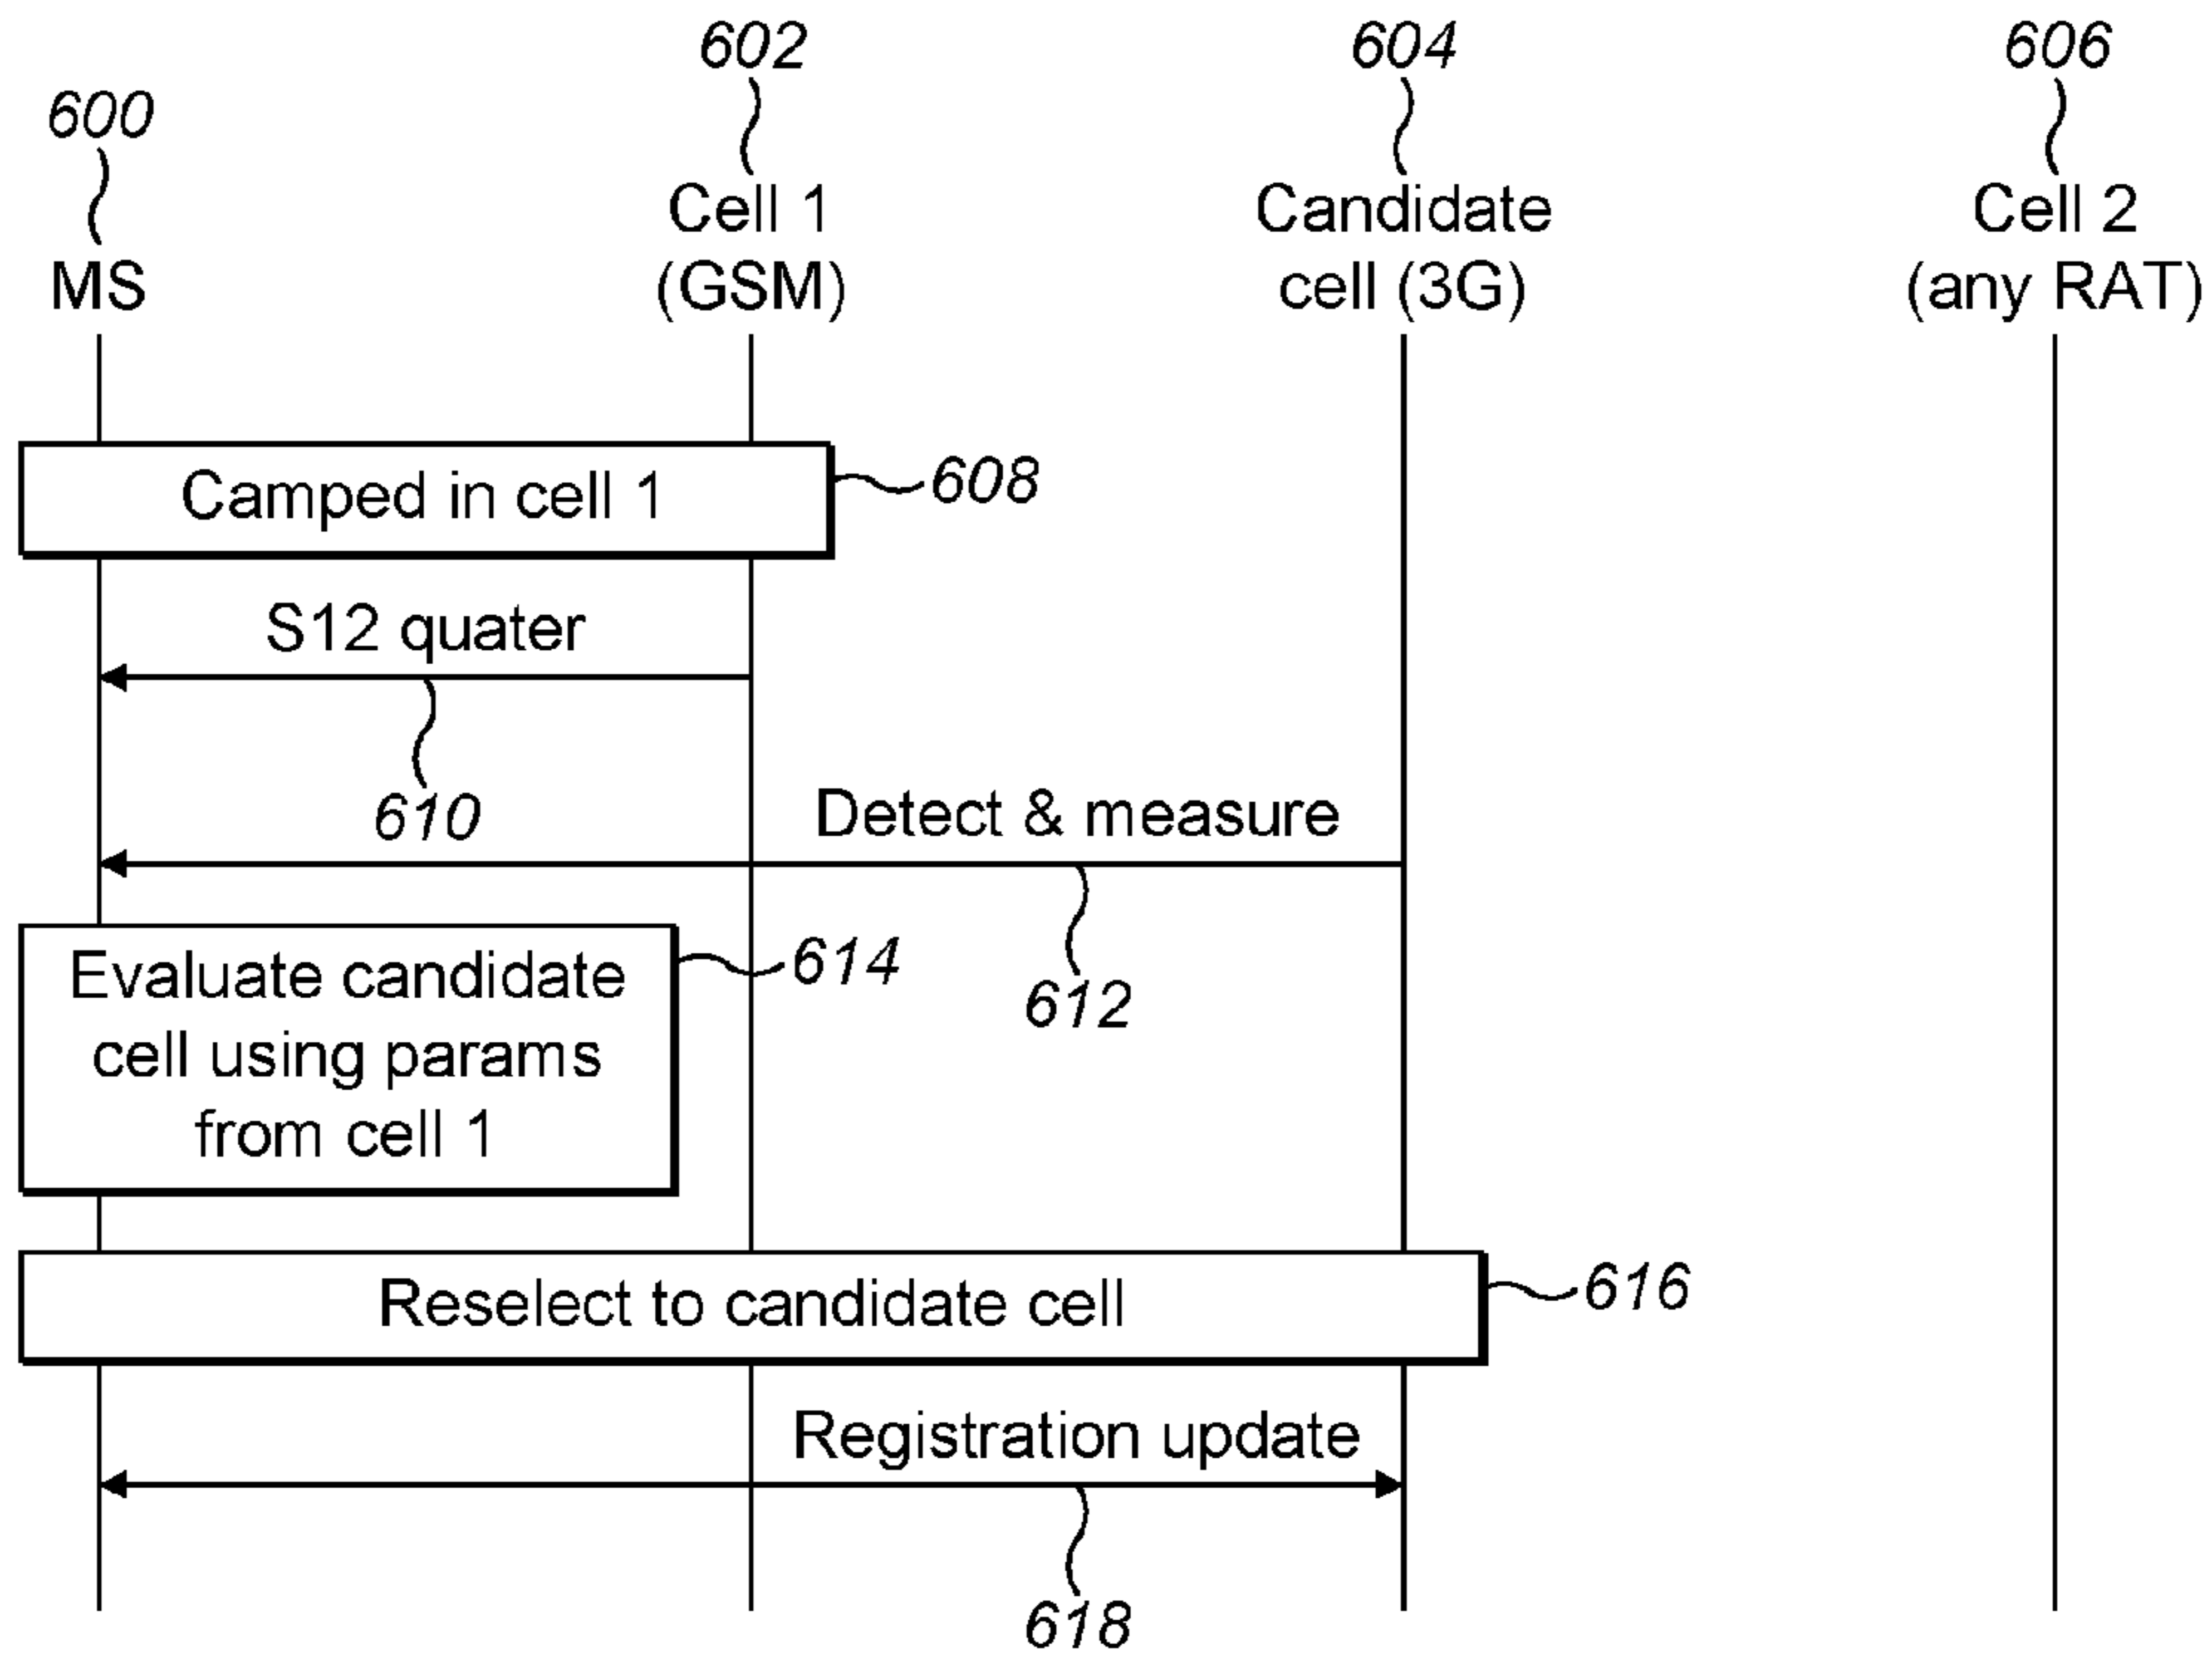 602
604
606
600
Cell 1
Candidate
Cell 2
MS
(GSM)
cell (3G)
(any RAT)
Camped in cell 1
608
S12 quater
610
Detect & measure
612
Evaluate candidate
cell using params
from cell 1
614
Reselect to candidate cell
616
Registration update
618